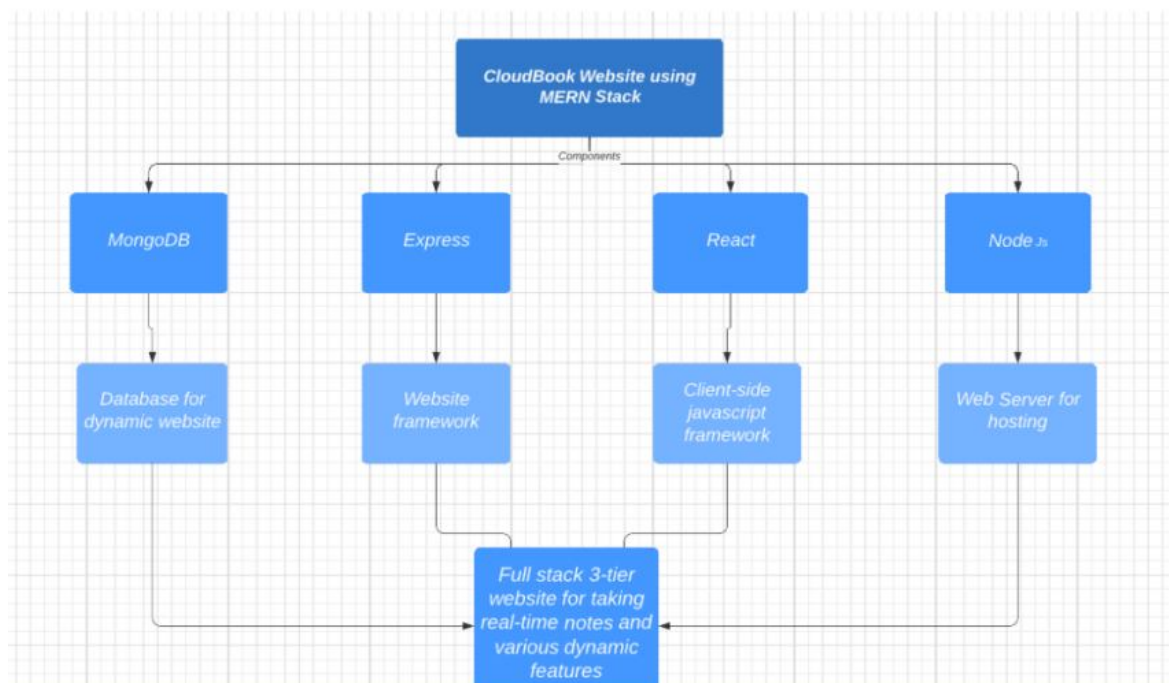 CloudBook Website using
MERN Stack
Components
MongoDB
Express
React
Node Js
Database for
dynamic website
Website
framework
Client-side
javascript
framework
Web Server for
hosting
Full stack 3-tier
website for taking
real-time notes and
various dynamic
features